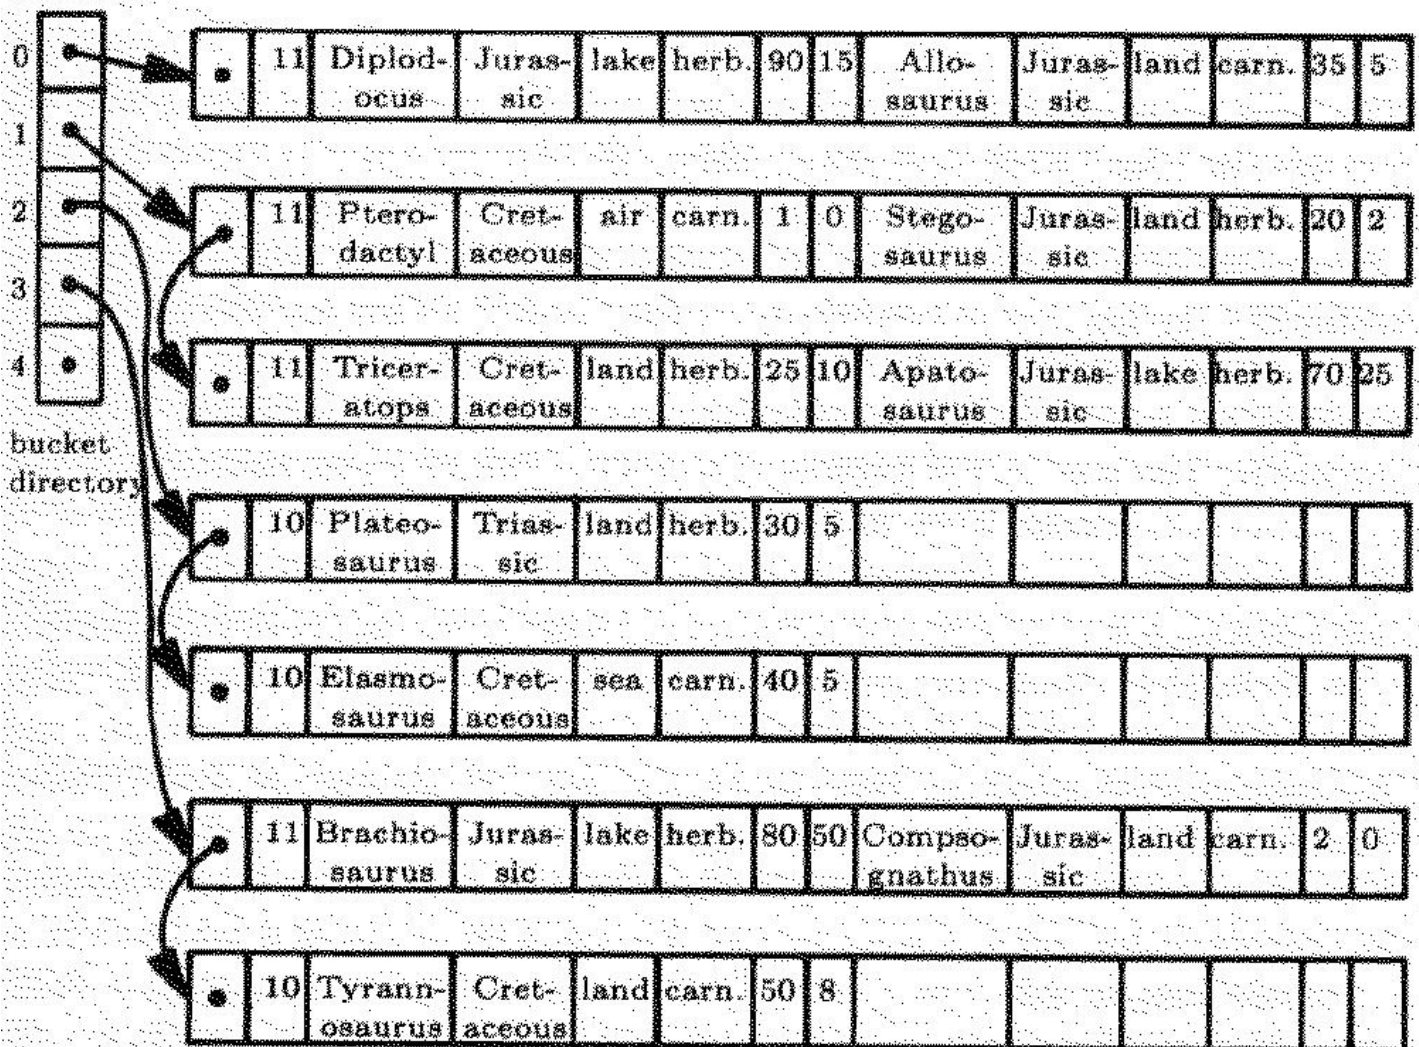 0
11 Diplod- Juras- lake herb. 90 15 Allo- Juras- land carn. 35 5
ocus sic saurus sic
1
2
11 Ptero- Cret- air carn. 1 0 Stego- Juras- land herb. 20 2
dactyl aceous saurus sic
3
4
11 Tricer- Cret- land herb. 25 10 Apato- Juras- lake herb. 70 25
atops aceous saurus sic
bucket
directory
10 Plateo- Trias- land herb. 30 5
saurus sic
10 Elasmo- Cret- sea carn. 40 5
saurus aceous
11 Brachio- Juras- lake herb. 80 50 Compso- Juras- land carn. 2 0
saurus sic gnathus sic
10 Tyrann- Cret- land carn. 50 8
osaurus aceous